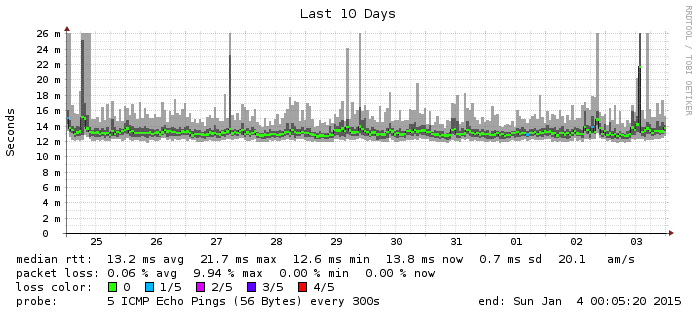 Last 10 Days
RRDTOOL / TOBI OETIKER
Seconds
26 m
24 m
22 m
20 m
18 m
16 m
14 m
12 m
10 m
8 m
6 m
4 m
2 m
0
25 26 27 28 29 30 31 01 02 03
median rtt: 13.2 ms avg 21.7 ms max 12.6 ms min 13.8 ms now 0.7 ms sd 20.1 am/s
packet loss: 0.06 % avg 9.94 % max 0.00 % min 0.00 % now
loss color: 0 1/5 2/5 3/5 4/5
probe: 5 ICMP Echo Pings (56 Bytes) every 300s end: Sun Jan 4 00:05:20 2015